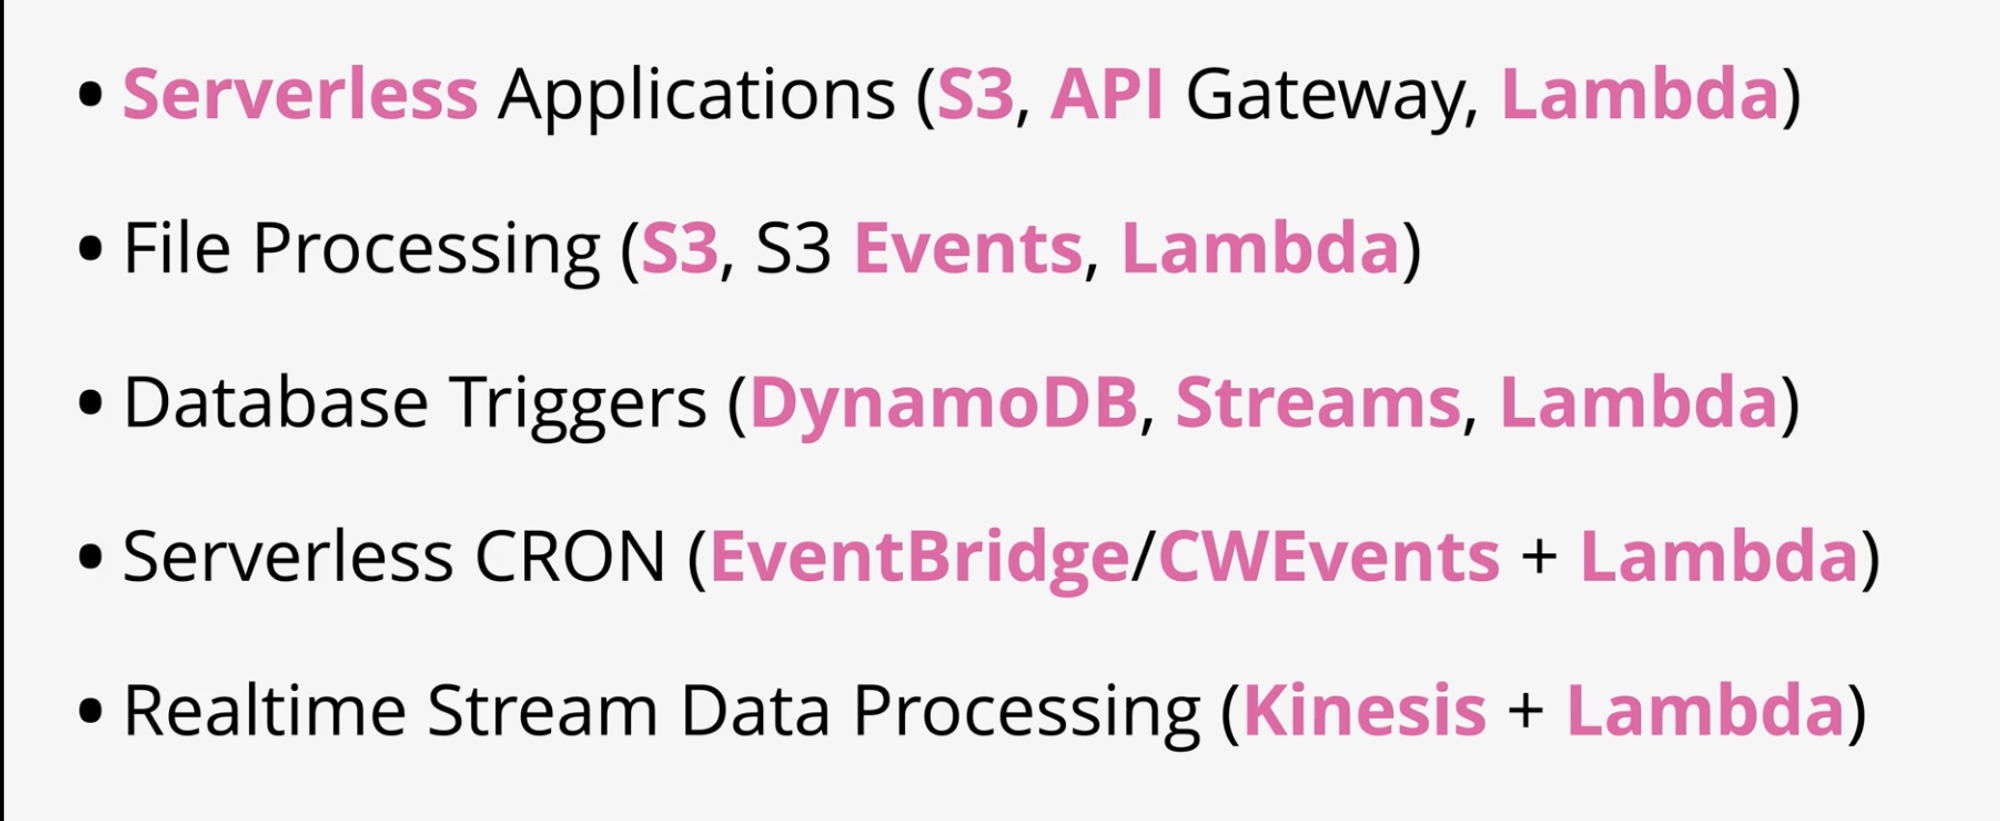 • Serverless Applications (S3, API Gateway, Lambda)
• File Processing (S3, S3 Events, Lambda)
• Database Triggers (DynamoDB, Streams, Lambda)
• Serverless CRON (EventBridge/CWEvents + Lambda)
• Realtime Stream Data Processing (Kinesis + Lambda)